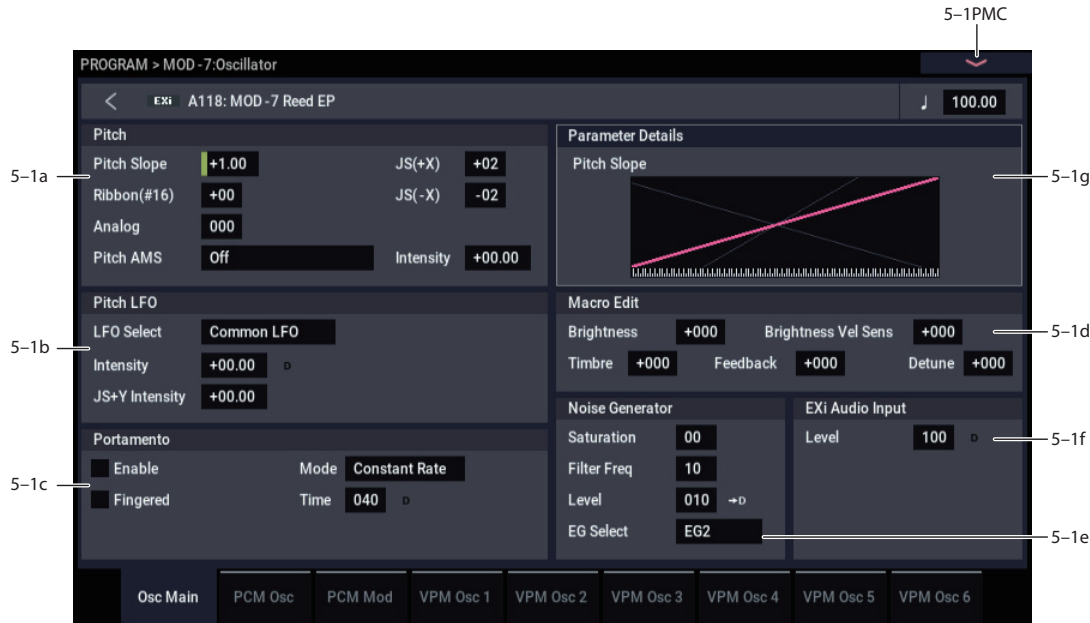 5–1PMC
PROGRAM > MOD-7:Oscillator
EXi A118: MOD-7 Reed EP ♩ 100.00
Pitch
Pitch Slope +1.00 JS(+X) +02
Ribbon(#16) +00 JS(-X) -02
Analog 000
Pitch AMS Off Intensity +00.00
5–1a
Parameter Details
Pitch Slope
5–1g
Pitch LFO
LFO Select Common LFO
Intensity +00.00 D
JS+Y Intensity +00.00
5–1b
Macro Edit
Brightness +000 Brightness Vel Sens +000
Timbre +000 Feedback +000 Detune +000
5–1d
Portamento
Enable Mode Constant Rate
Fingered Time 040 D
5–1c
Noise Generator
Saturation 00
Filter Freq 10
Level 010 →D
EG Select EG2
5–1e
EXi Audio Input
Level 100 D
5–1f
Osc Main PCM Osc PCM Mod VPM Osc 1 VPM Osc 2 VPM Osc 3 VPM Osc 4 VPM Osc 5 VPM Osc 6